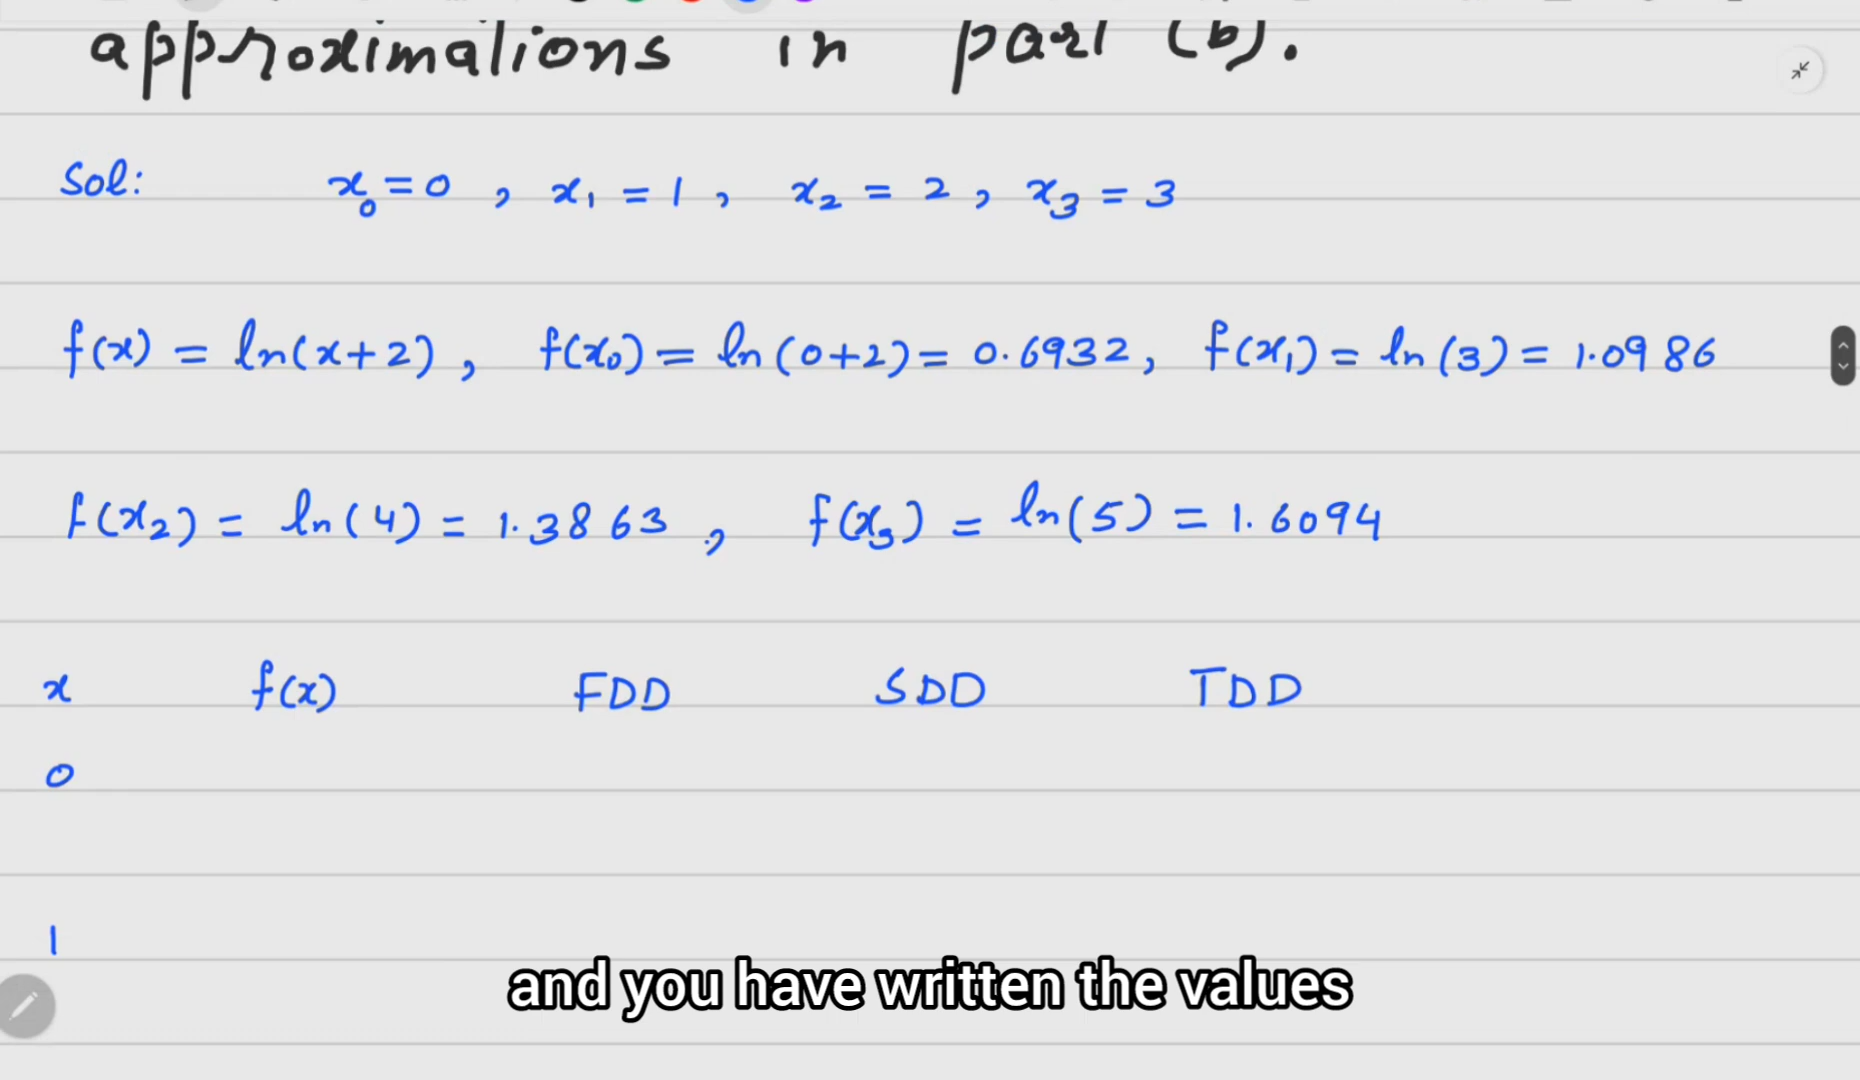 approximations in part (b).
Sol: x₀ = 0 , x₁ = 1 , x₂ = 2 , x₃ = 3
f(x) = ln(x+2) , f(x₀) = ln(0+2) = 0.6932, f(x₁) = ln(3) = 1.0986
f(x₂) = ln(4) = 1.3863 , f(x₃) = ln(5) = 1.6094
x f(x) FDD SDD TDD
0
1
and you have written the values